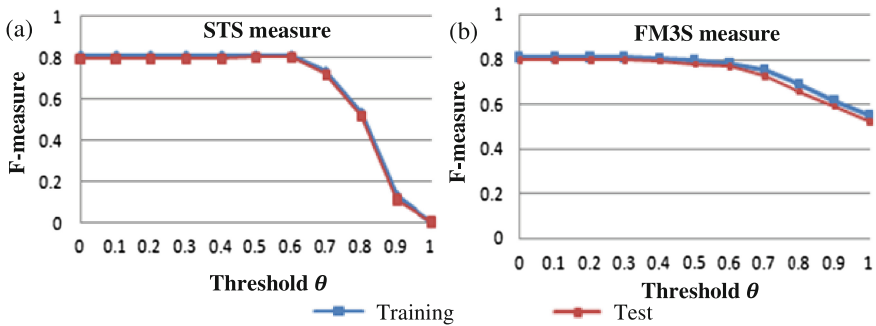 (a)
STS measure
F-measure
1
0.8
0.6
0.4
0.2
0
0 0.1 0.2 0.3 0.4 0.5 0.6 0.7 0.8 0.9 1
Threshold θ
(b)
FM3S measure
F-measure
1
0.8
0.6
0.4
0.2
0
0 0.1 0.2 0.3 0.4 0.5 0.6 0.7 0.8 0.9 1
Threshold θ
Training Test